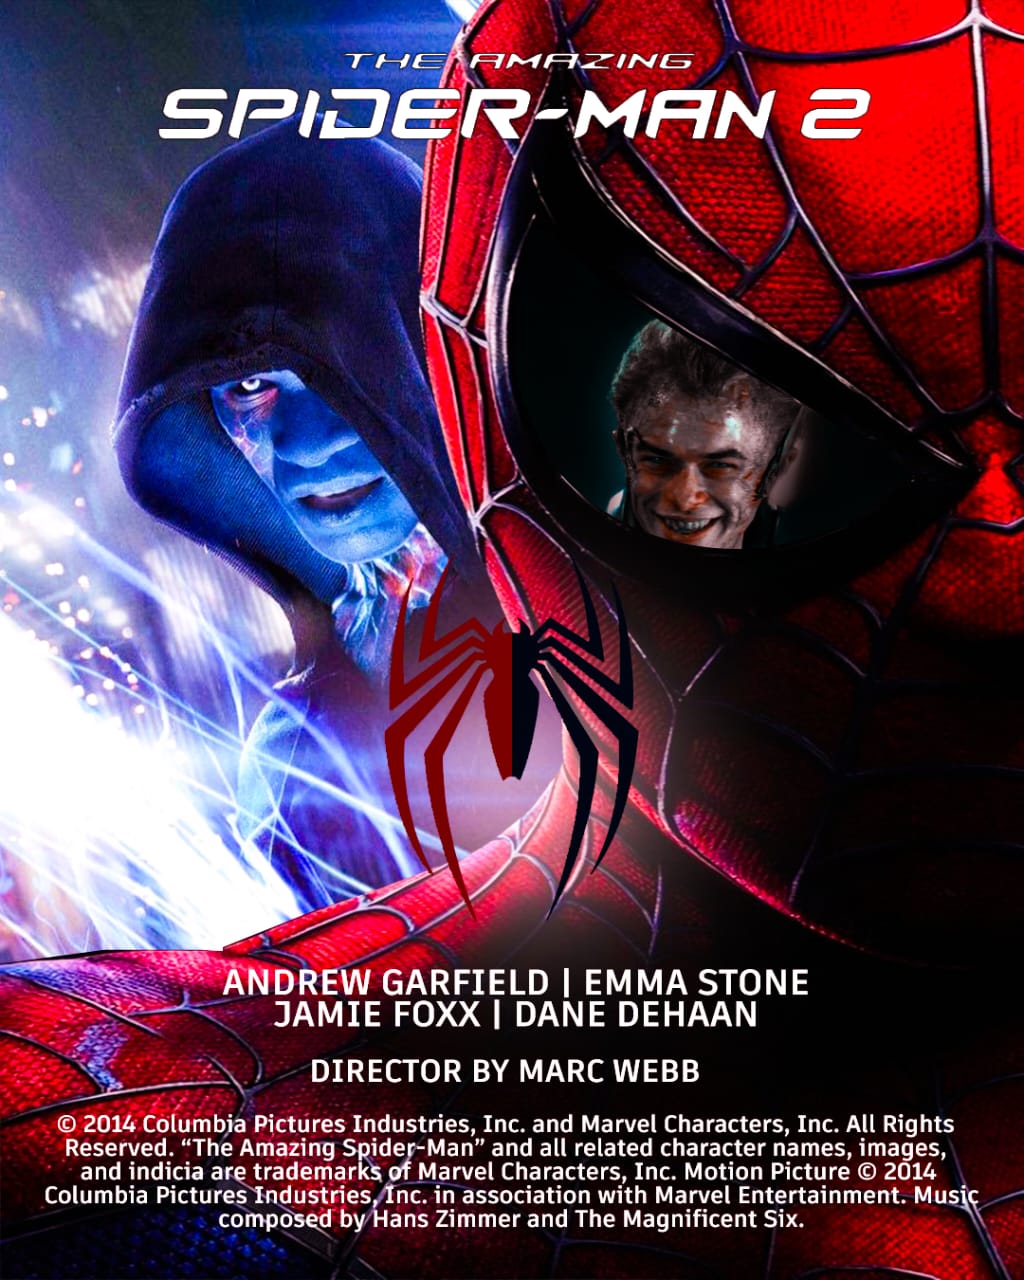 THE AMAZING
SPIDER-MAN 2
ANDREW GARFIELD | EMMA STONE
JAMIE FOXX | DANE DEHAAN
DIRECTOR BY MARC WEBB
© 2014 Columbia Pictures Industries, Inc. and Marvel Characters, Inc. All Rights
Reserved. “The Amazing Spider-Man” and all related character names, images,
and indicia are trademarks of Marvel Characters, Inc. Motion Picture © 2014
Columbia Pictures Industries, Inc. in association with Marvel Entertainment. Music
composed by Hans Zimmer and The Magnificent Six.